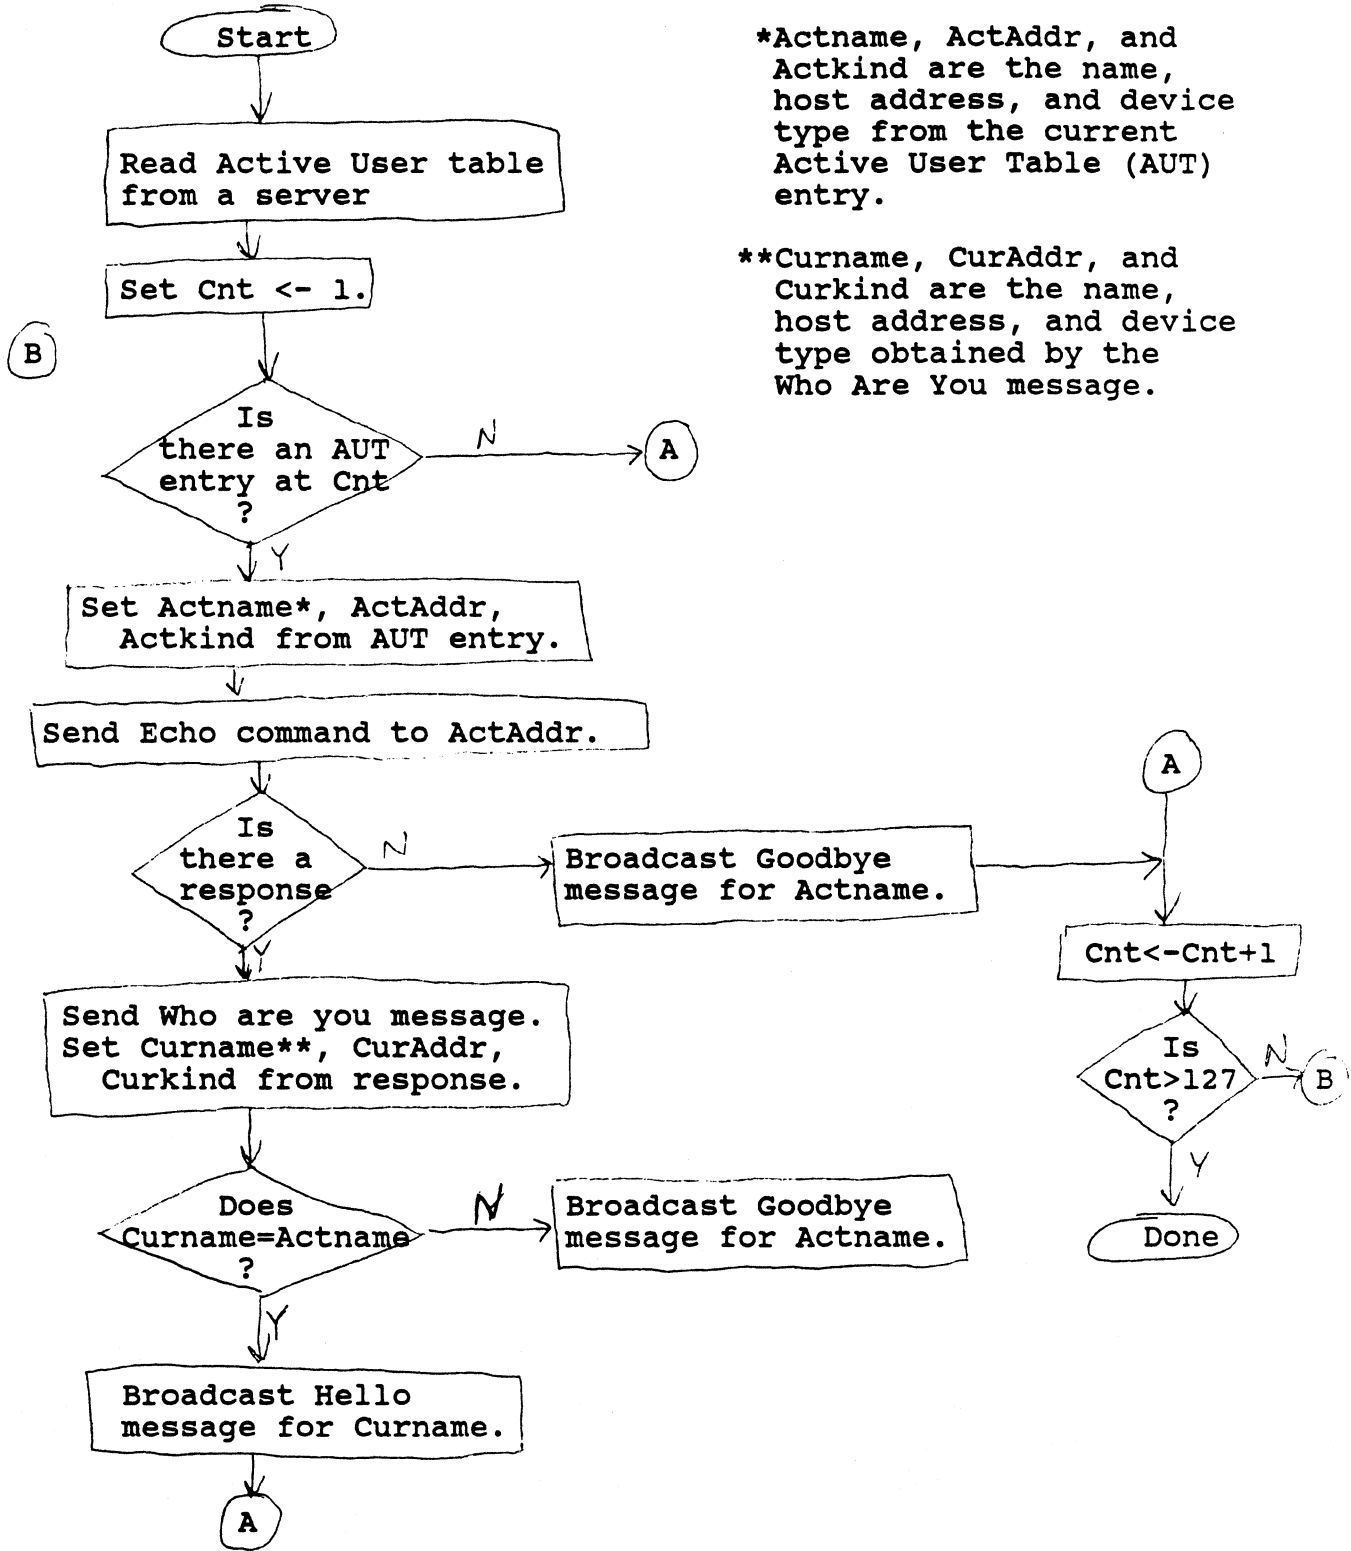 Start
*Actname, ActAddr, and
Actkind are the name,
host address, and device
type from the current
Active User Table (AUT)
entry.
**Curname, CurAddr, and
Curkind are the name,
host address, and device
type obtained by the
Who Are You message.
Read Active User table
from a server
Set Cnt <- 1.
B
Is
there an AUT
entry at Cnt
?
N
A
Y
Set Actname*, ActAddr,
Actkind from AUT entry.
Send Echo command to ActAddr.
Is
there a
response
?
N
Broadcast Goodbye
message for Actname.
Y
Send Who are you message.
Set Curname**, CurAddr,
Curkind from response.
Does
Curname=Actname
?
N
Broadcast Goodbye
message for Actname.
Y
Broadcast Hello
message for Curname.
A
A
Cnt<-Cnt+1
Is
Cnt>127
?
N
B
Y
Done